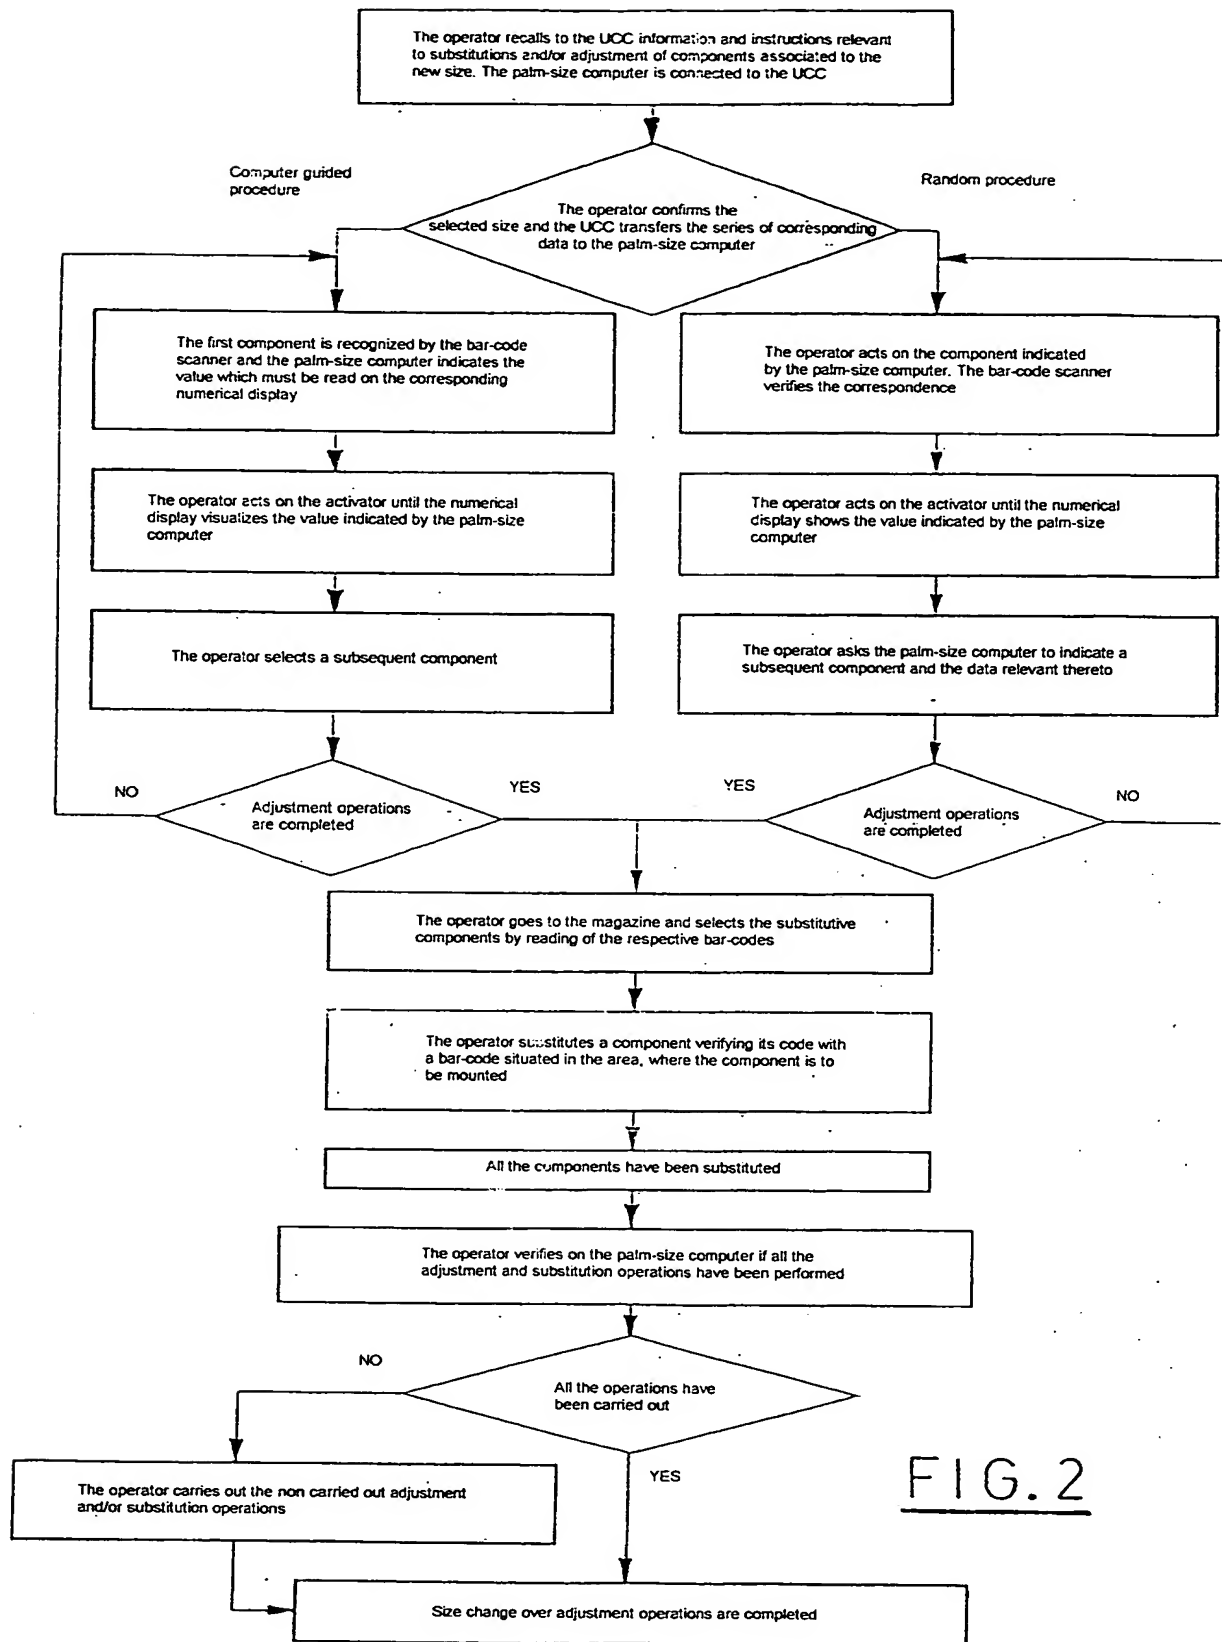 The operator recalls to the UCC information and instructions relevant
to substitutions and/or adjustment of components associated to the
new size. The palm-size computer is connected to the UCC
Computer guided
procedure
Random procedure
The operator confirms the
selected size and the UCC transfers the series of corresponding
data to the palm-size computer
The first component is recognized by the bar-code
scanner and the palm-size computer indicates the
value which must be read on the corresponding
numerical display
The operator acts on the component indicated
by the palm-size computer. The bar-code scanner
verifies the correspondence
The operator acts on the activator until the numerical
display visualizes the value indicated by the palm-size
computer
The operator acts on the activator until the numerical
display shows the value indicated by the palm-size
computer
The operator selects a subsequent component
The operator asks the palm-size computer to indicate a
subsequent component and the data relevant thereto
NO
YES
YES
NO
Adjustment operations
are completed
Adjustment operations
are completed
The operator goes to the magazine and selects the substitutive
components by reading of the respective bar-codes
The operator substitutes a component verifying its code with
a bar-code situated in the area, where the component is to
be mounted
All the components have been substituted
The operator verifies on the palm-size computer if all the
adjustment and substitution operations have been performed
NO
All the operations have
been carried out
YES
The operator carries out the non carried out adjustment
and/or substitution operations
FIG. 2
Size change over adjustment operations are completed